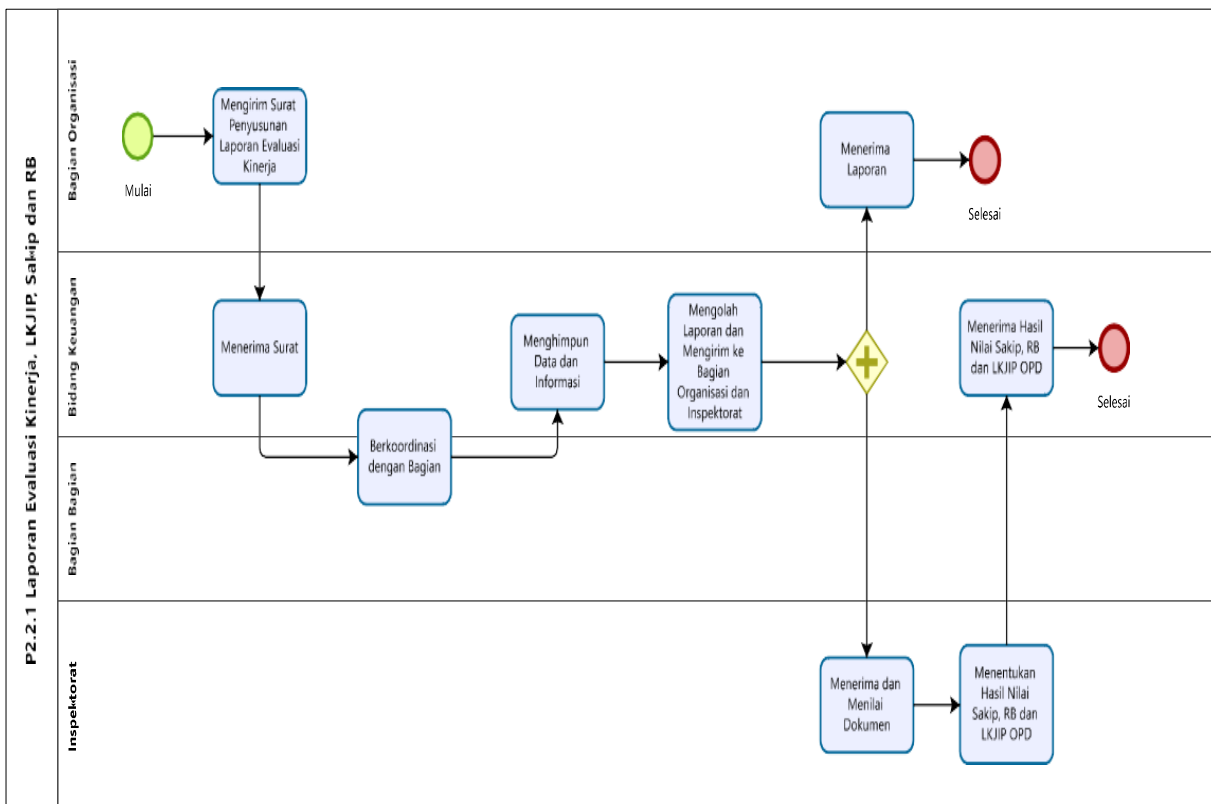 P2.2.1 Laporan Evaluasi Kinerja, LKJIP, Sakip dan RB
Bagian Organisasi
Mulai
Mengirim Surat
Penyusunan
Laporan Evaluasi
Kinerja
Menerima
Laporan
Selesai
Bidang Keuangan
Menerima Surat
Menghimpun
Data dan
Informasi
Mengolah
Laporan dan
Mengirim ke
Bagian
Organisasi dan
Inspektorat
Menerima Hasil
Nilai Sakip, RB
dan LKJIP OPD
Selesai
Bagian Bagian
Berkoordinasi
dengan Bagian
Inspektorat
Menerima dan
Menilai
Dokumen
Menentukan
Hasil Nilai
Sakip, RB dan
LKJIP OPD